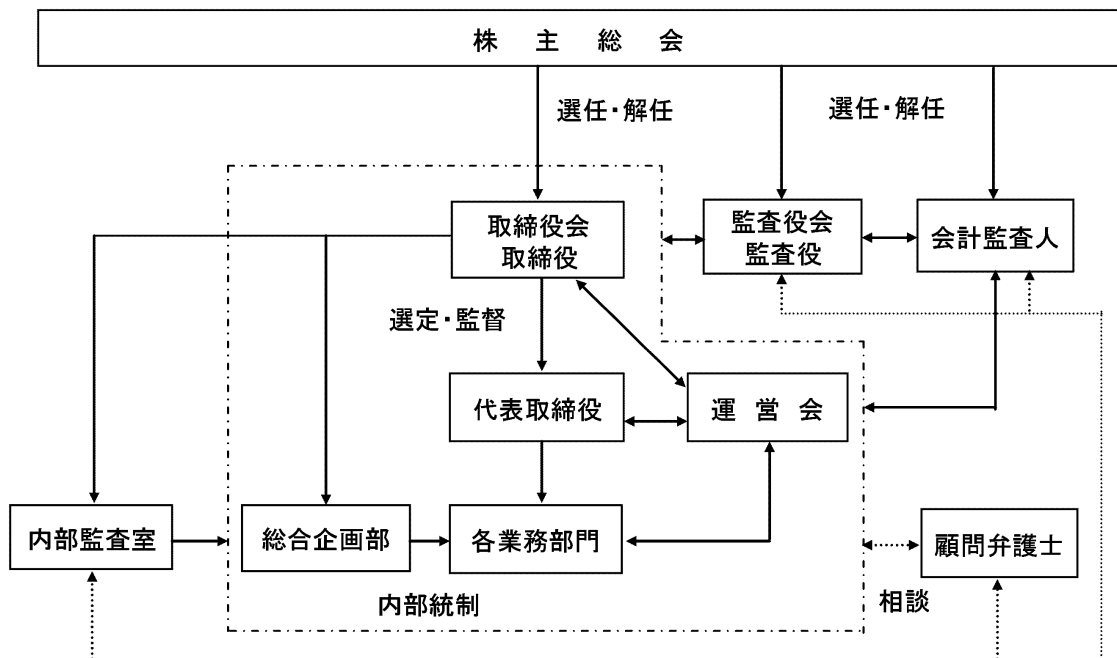 株主総会
選任・解任
選任・解任
取締役会
取締役
監査役会
監査役
会計監査人
選定・監督
代表取締役
運営会
内部監査室
総合企画部
各業務部門
顧問弁護士
内部統制
相談